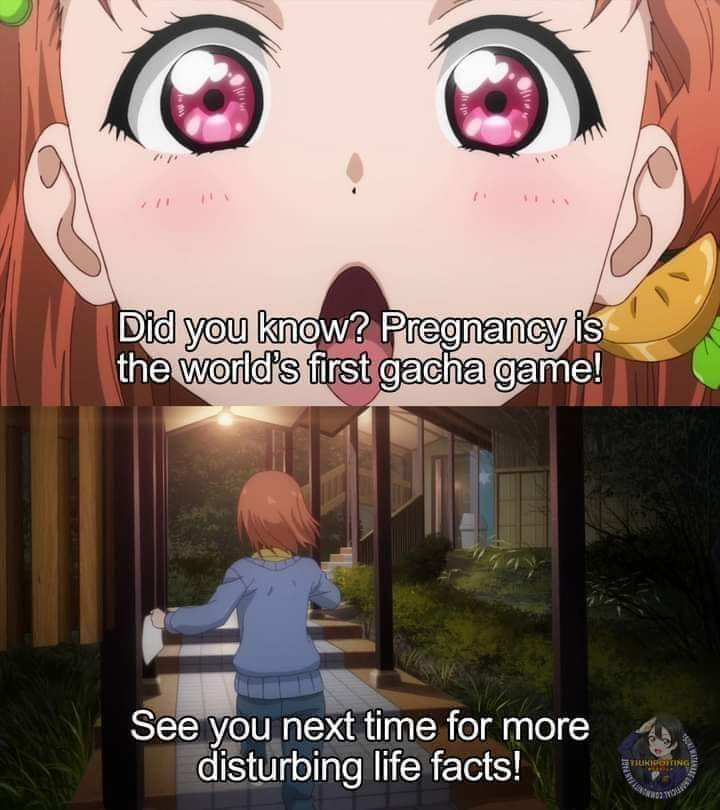 Did you know? Pregnancy is
the world's first gacha game!
See you next time for more
disturbing life facts!